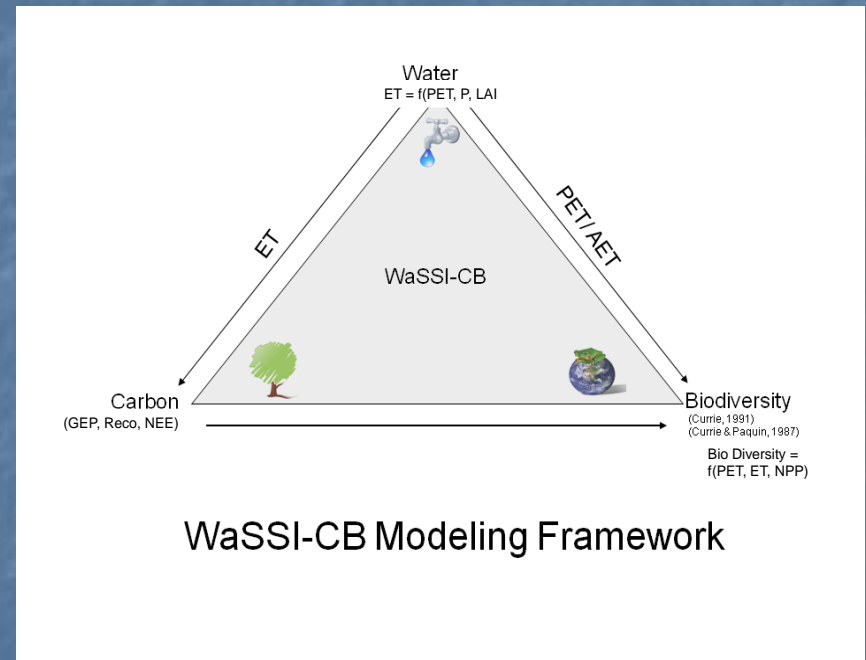 Water
ET = f(PET, P, LAI
ET
PET/AET
WaSSI-CB
Carbon
(GEP, Reco, NEE)
Biodiversity
(Currie, 1991)
(Currie & Paquin, 1987)
Bio Diversity =
f(PET, ET, NPP)
WaSSI-CB Modeling Framework